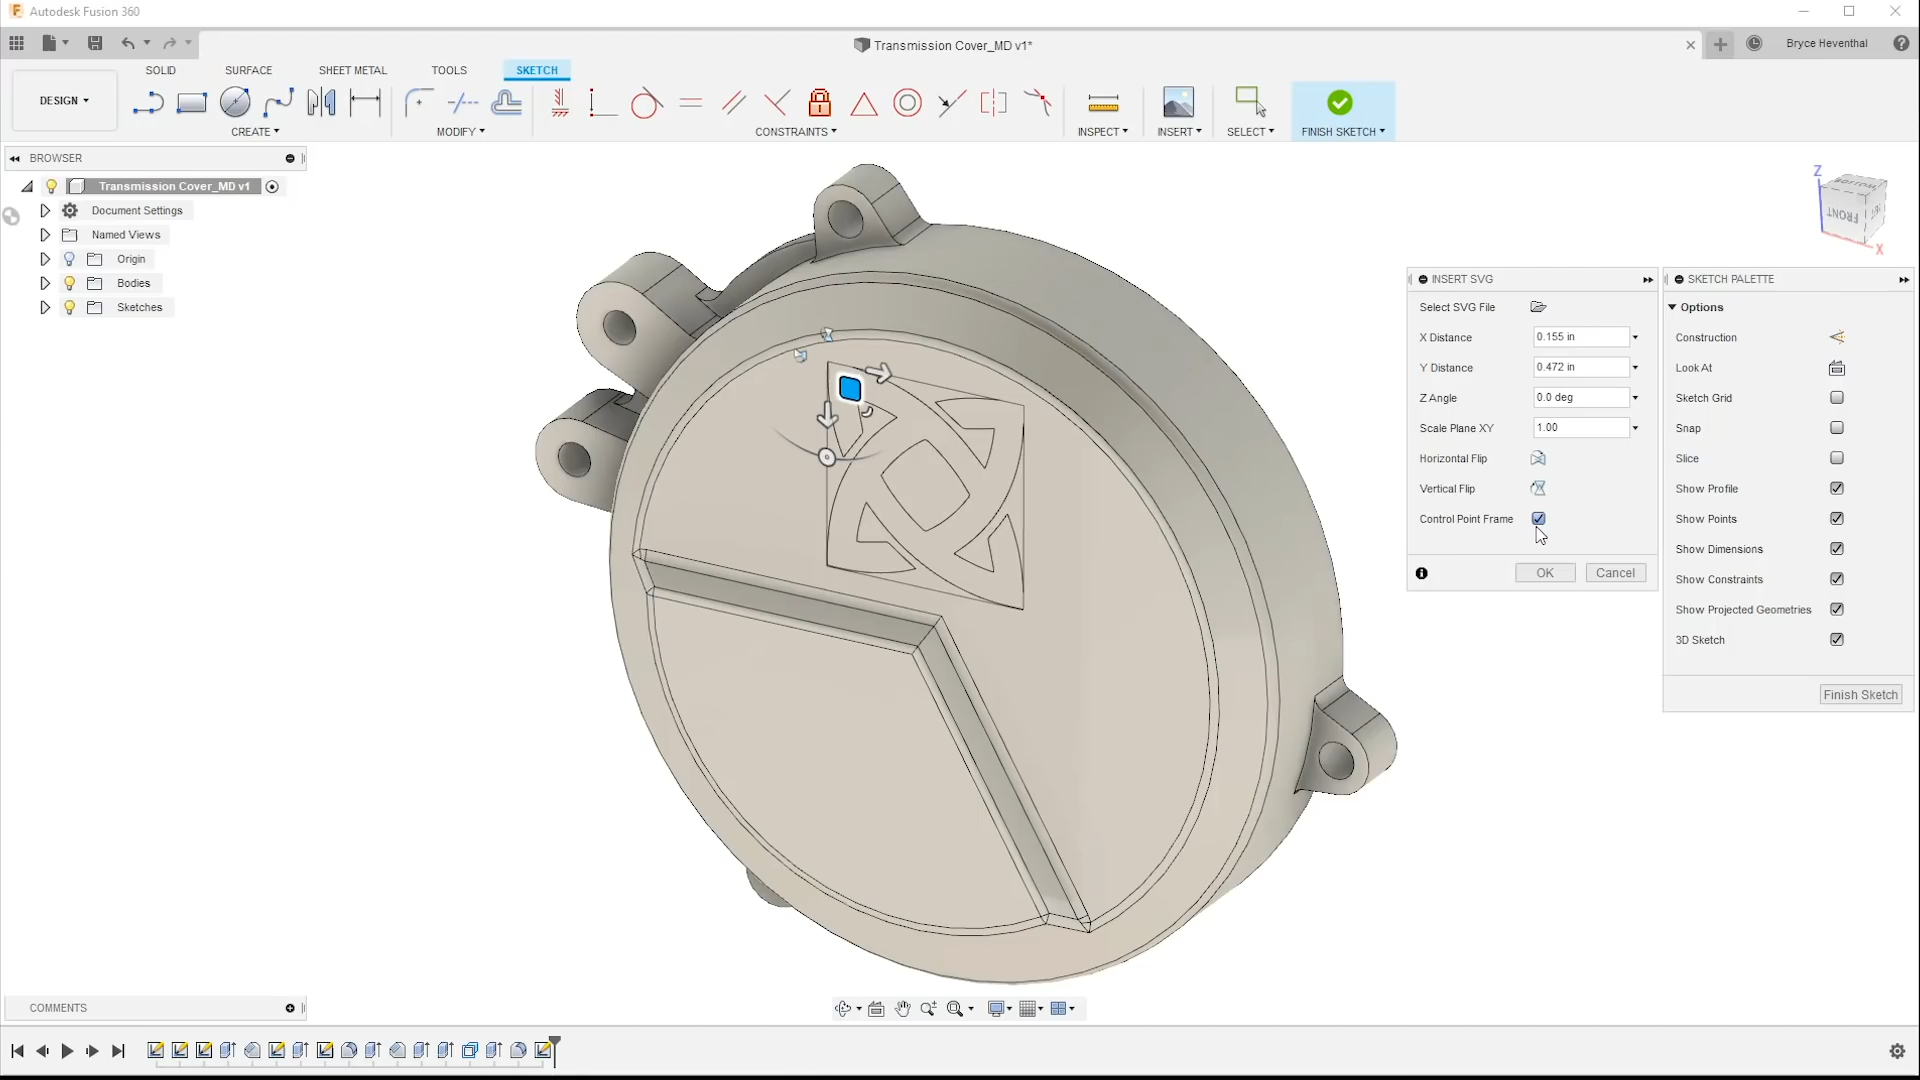 Autodesk Fusion 360
Transmission Cover_MD v1*
Bryce Heventhal
DESIGN
SOLID SURFACE SHEET METAL TOOLS SKETCH
CREATE MODIFY CONSTRAINTS INSPECT INSERT SELECT FINISH SKETCH
BROWSER
Transmission Cover_MD v1
Document Settings
Named Views
Origin
Bodies
Sketches
Z
BOTTOM
FRONT
X
INSERT SVG
Select SVG File
X Distance 0.155 in
Y Distance 0.472 in
Z Angle 0.0 deg
Scale Plane XY 1.00
Horizontal Flip
Vertical Flip
Control Point Frame
OK Cancel
SKETCH PALETTE
Options
Construction
Look At
Sketch Grid
Snap
Slice
Show Profile
Show Points
Show Dimensions
Show Constraints
Show Projected Geometries
3D Sketch
Finish Sketch
COMMENTS